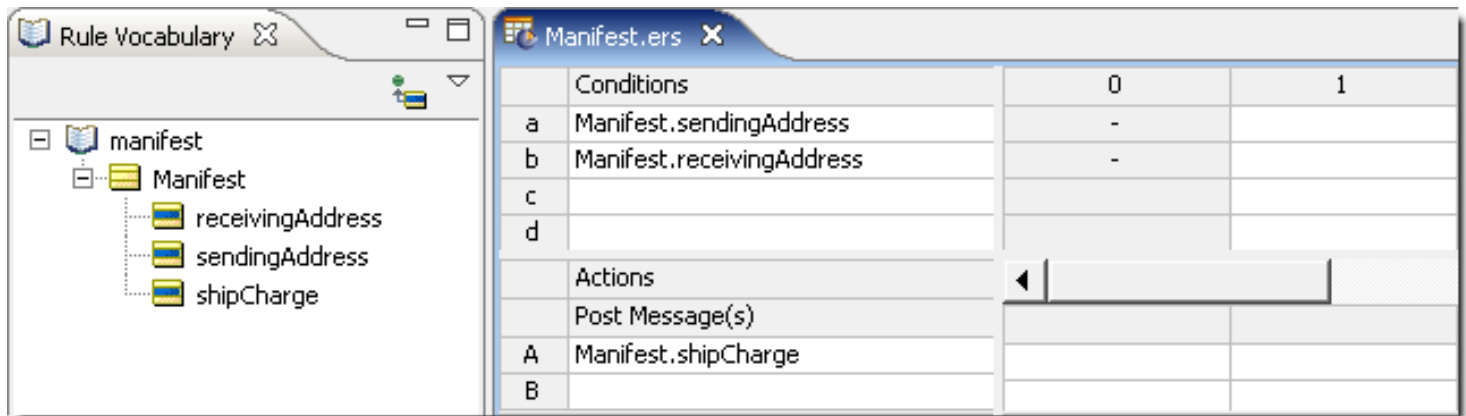 Rule Vocabulary
manifest
Manifest
receivingAddress
sendingAddress
shipCharge
Manifest.ers
Conditions 0 1
a Manifest.sendingAddress -
b Manifest.receivingAddress -
c
d
Actions
Post Message(s)
A Manifest.shipCharge
B